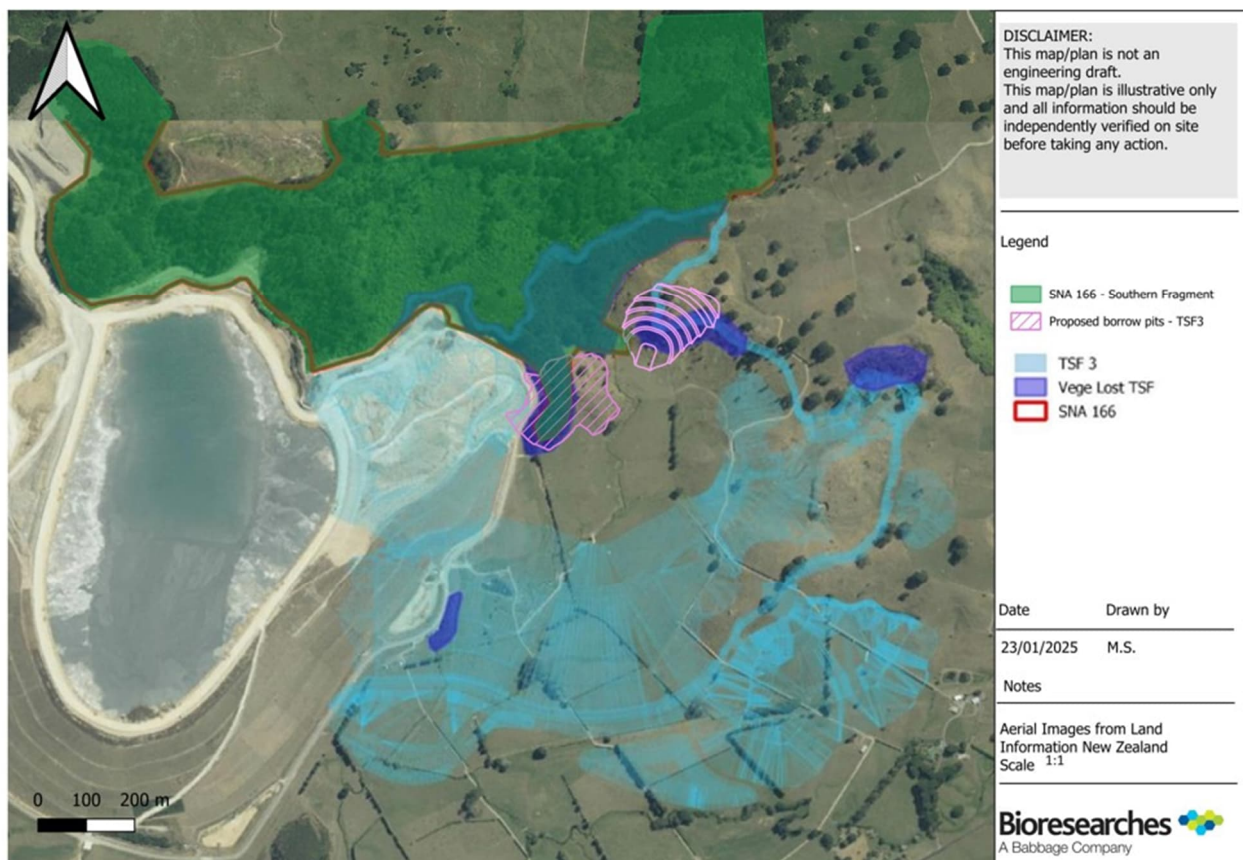 DISCLAIMER:
This map/plan is not an
engineering draft.
This map/plan is illustrative only
and all information should be
independently verified on site
before taking any action.
Legend
SNA 166 - Southern Fragment
Proposed borrow pits - TSF3
TSF 3
Vege Lost TSF
SNA 166
Date Drawn by
23/01/2025 M.S.
Notes
Aerial Images from Land
Information New Zealand
Scale 1:1
0 100 200 m
Bioresearches
A Babbage Company